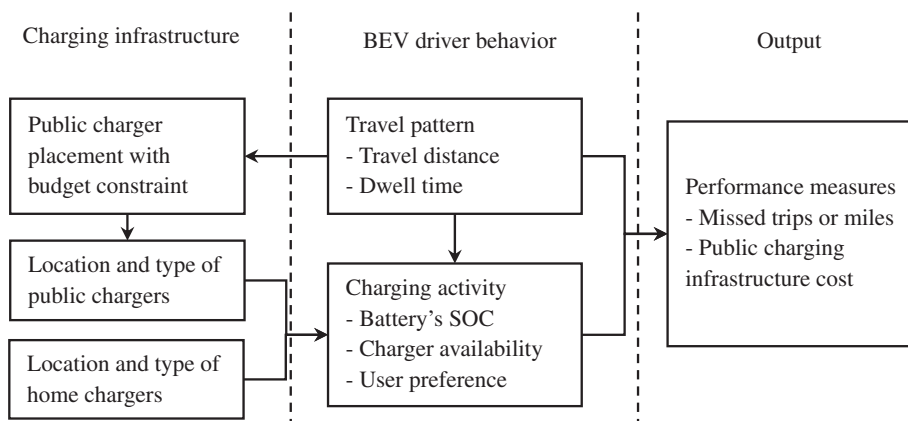 Charging infrastructure
BEV driver behavior
Output
Public charger
placement with
budget constraint
Location and type of
public chargers
Location and type of
home chargers
Travel pattern
- Travel distance
- Dwell time
Charging activity
- Battery's SOC
- Charger availability
- User preference
Performance measures
- Missed trips or miles
- Public charging
infrastructure cost